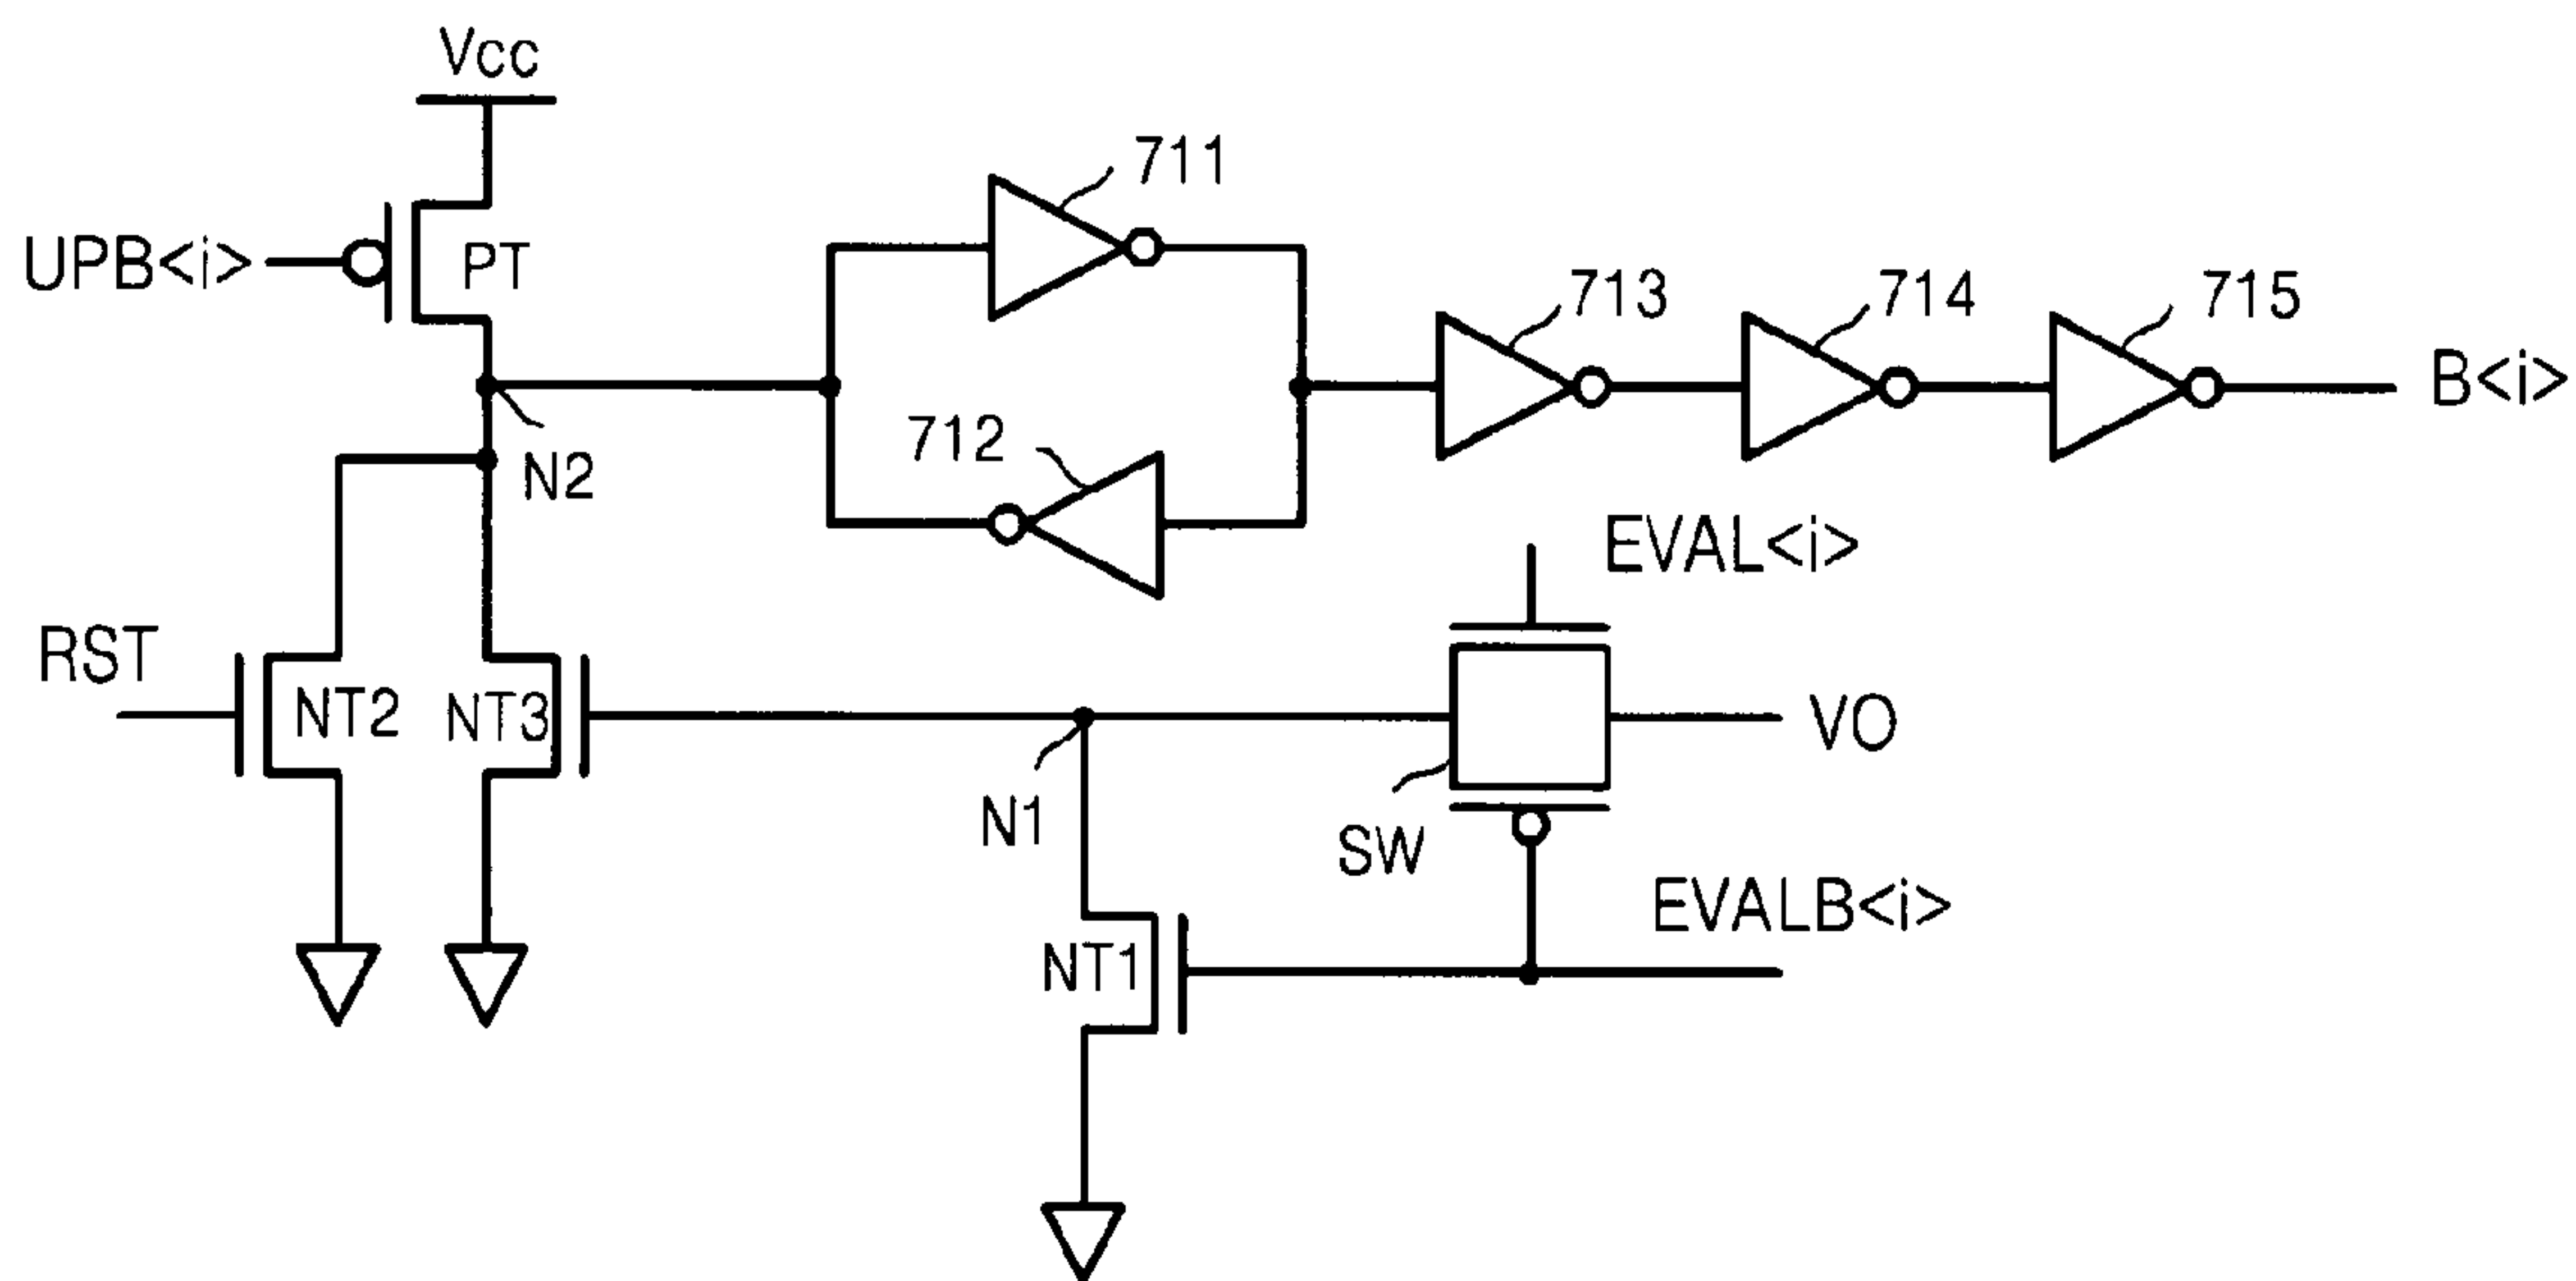 Vcc
711
UPB<i>
PT
713
714
715
B<i>
712
N2
EVAL<i>
RST
NT2
NT3
VO
N1
SW
EVALB<i>
NT1